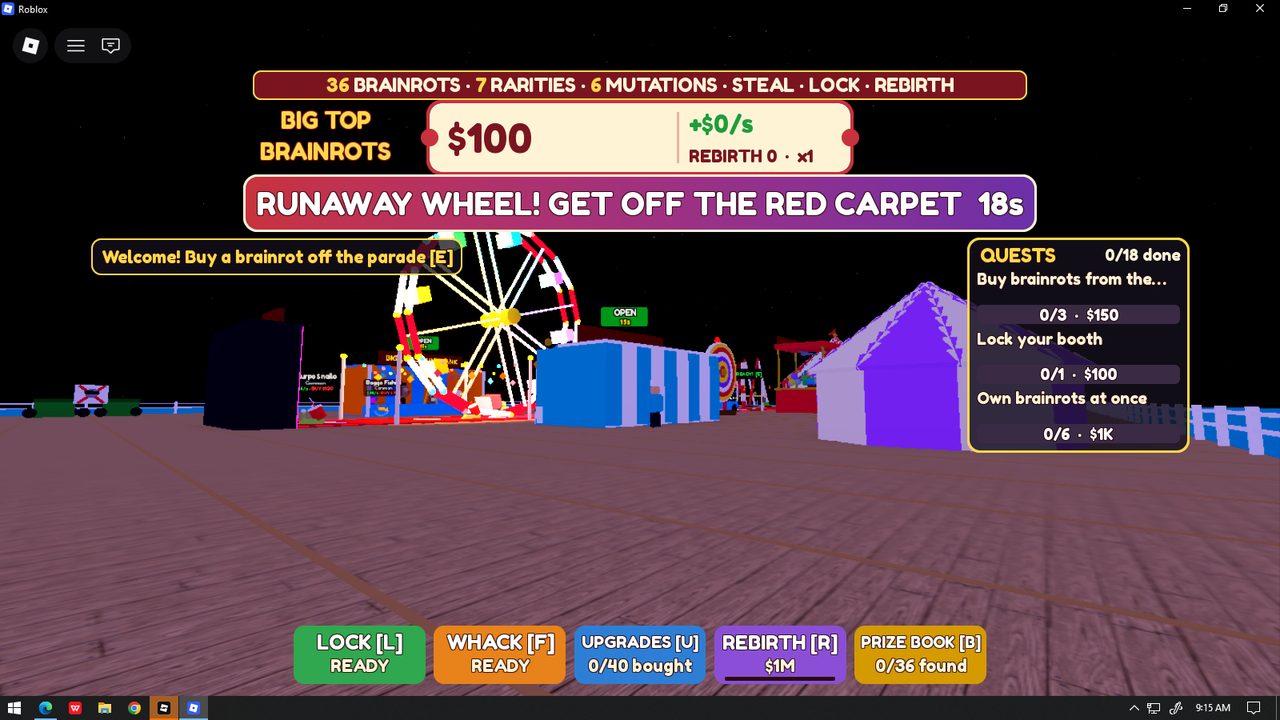 Roblox
36 BRAINROTS · 7 RARITIES · 6 MUTATIONS · STEAL · LOCK · REBIRTH
BIG TOP
BRAINROTS
$100
+$0/s
REBIRTH 0 · x1
RUNAWAY WHEEL! GET OFF THE RED CARPET 18s
Welcome! Buy a brainrot off the parade [E]
QUESTS 0/18 done
Buy brainrots from the...
0/3 · $150
Lock your booth
0/1 · $100
Own brainrots at once
0/6 · $1K
OPEN
15s
LOCK [L]
READY
WHACK [F]
READY
UPGRADES [U]
0/40 bought
REBIRTH [R]
$1M
PRIZE BOOK [B]
0/36 found
9:15 AM